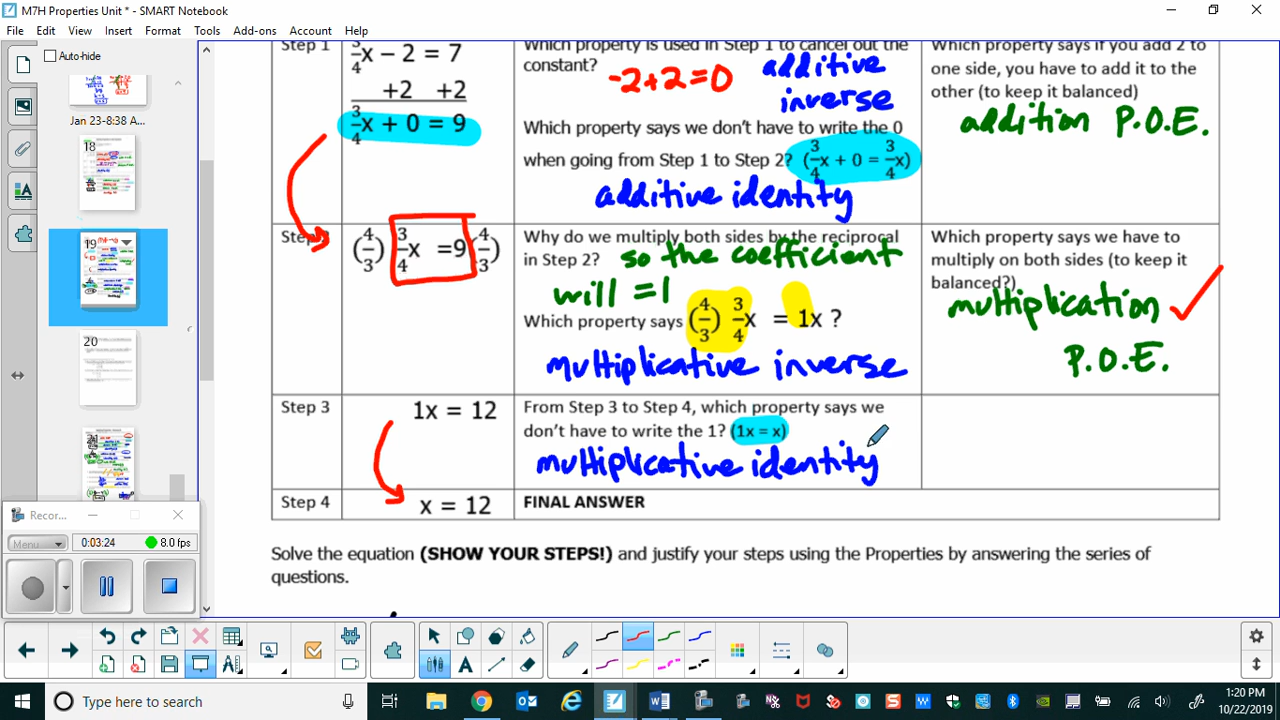 M7H Properties Unit * - SMART Notebook
File Edit View Insert Format Tools Add-ons Account Help
Auto-hide
Jan 23-8:38 A...
18
19
20
21
Step 1
3/4x − 2 = 7
+2 +2
3/4x + 0 = 9
Which property is used in Step 1 to cancel out the
constant?
-2+2=0
additive
inverse
Which property says we don't have to write the 0
when going from Step 1 to Step 2? (3/4x + 0 = 3/4x)
additive identity
Which property says if you add 2 to
one side, you have to add it to the
other (to keep it balanced)
addition P.O.E.
Step
(4/3) 3/4x =9(4/3)
Why do we multiply both sides by the reciprocal
in Step 2?
so the coefficient
will =1
Which property says (4/3) 3/4x = 1x ?
multiplicative inverse
Which property says we have to
multiply on both sides (to keep it
balanced?)
multiplication
P.O.E.
Step 3
1x = 12
From Step 3 to Step 4, which property says we
don't have to write the 1? (1x = x)
multiplicative identity
Step 4
x = 12
FINAL ANSWER
Solve the equation (SHOW YOUR STEPS!) and justify your steps using the Properties by answering the series of
questions.
Recor...
Menu
0:03:24
8.0 fps
Type here to search
1:20 PM
10/22/2019